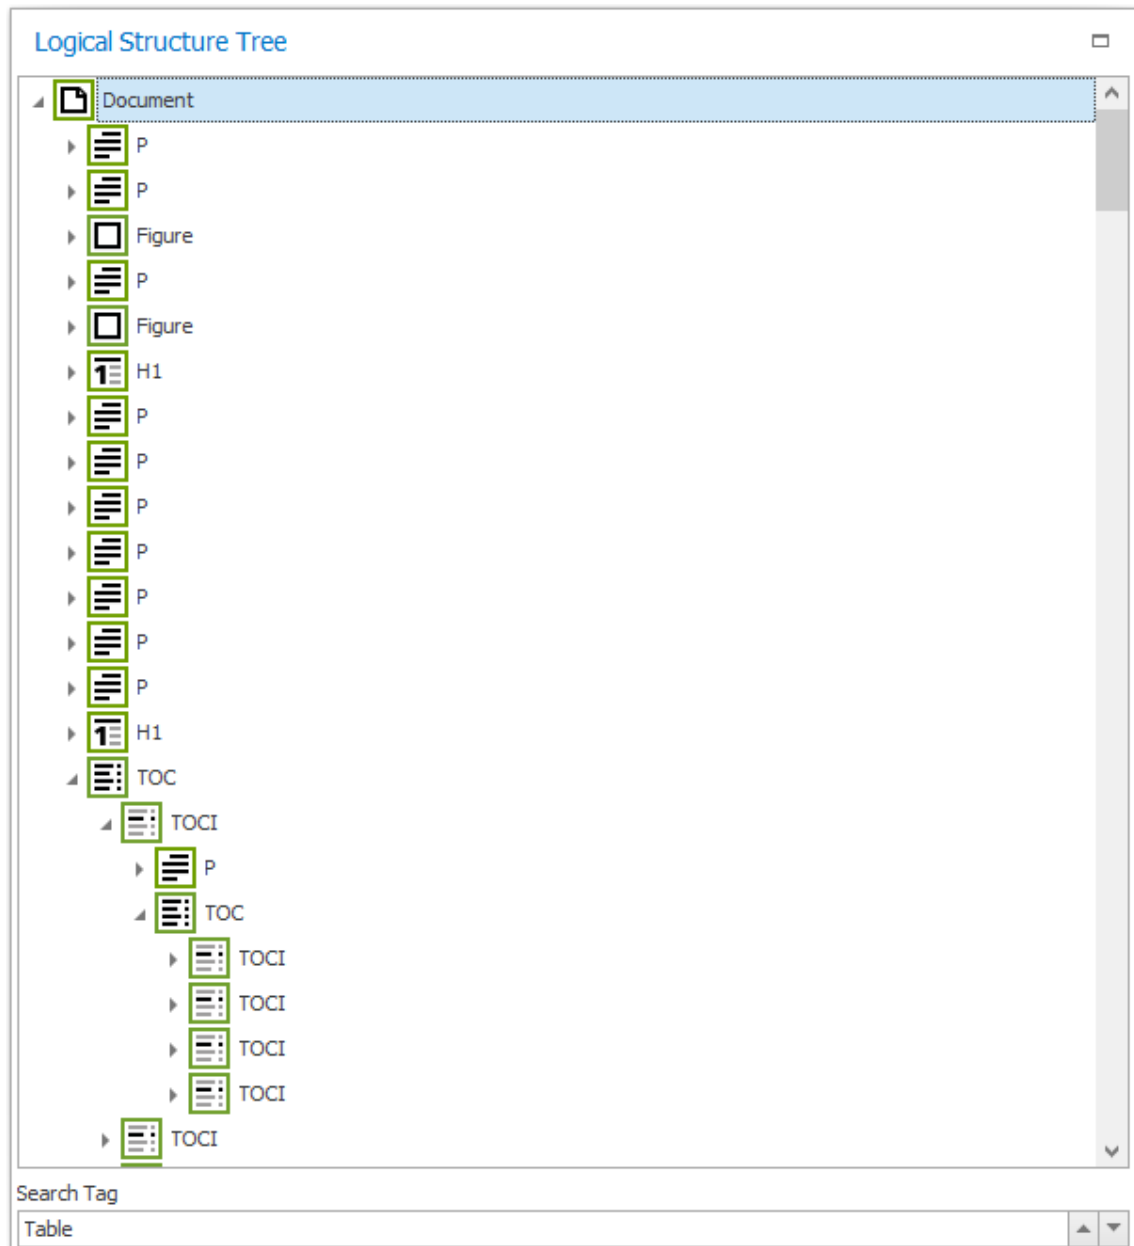 Logical Structure Tree
Document
P
P
Figure
P
Figure
H1
P
P
P
P
P
P
P
H1
TOC
TOCI
P
TOC
TOCI
TOCI
TOCI
TOCI
TOCI
Search Tag
Table